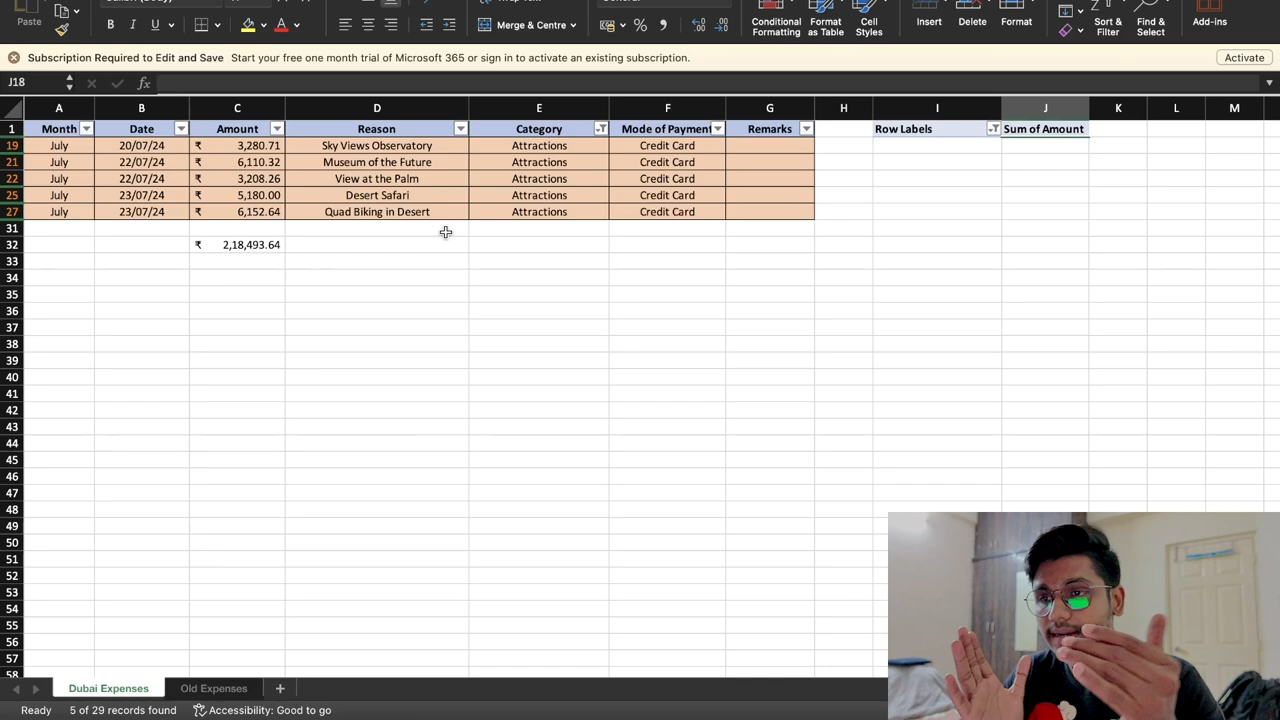 Paste
B I U
Merge & Centre
Conditional
Formatting
Format
as Table
Cell
Styles
Insert
Delete
Format
Sort &
Filter
Find &
Select
Add-ins
Subscription Required to Edit and Save Start your free one month trial of Microsoft 365 or sign in to activate an existing subscription. Activate
J18 fx
A B C D E F G H I J K L M
1 Month Date Amount Reason Category Mode of Payment Remarks Row Labels Sum of Amount
19 July 20/07/24 ₹ 3,280.71 Sky Views Observatory Attractions Credit Card
21 July 22/07/24 ₹ 6,110.32 Museum of the Future Attractions Credit Card
22 July 22/07/24 ₹ 3,208.26 View at the Palm Attractions Credit Card
25 July 23/07/24 ₹ 5,180.00 Desert Safari Attractions Credit Card
27 July 23/07/24 ₹ 6,152.64 Quad Biking in Desert Attractions Credit Card
31
32 ₹ 2,18,493.64
33
34
35
36
37
38
39
40
41
42
43
44
45
46
47
48
49
50
51
52
53
54
55
56
57
58
Dubai Expenses Old Expenses +
Ready 5 of 29 records found Accessibility: Good to go